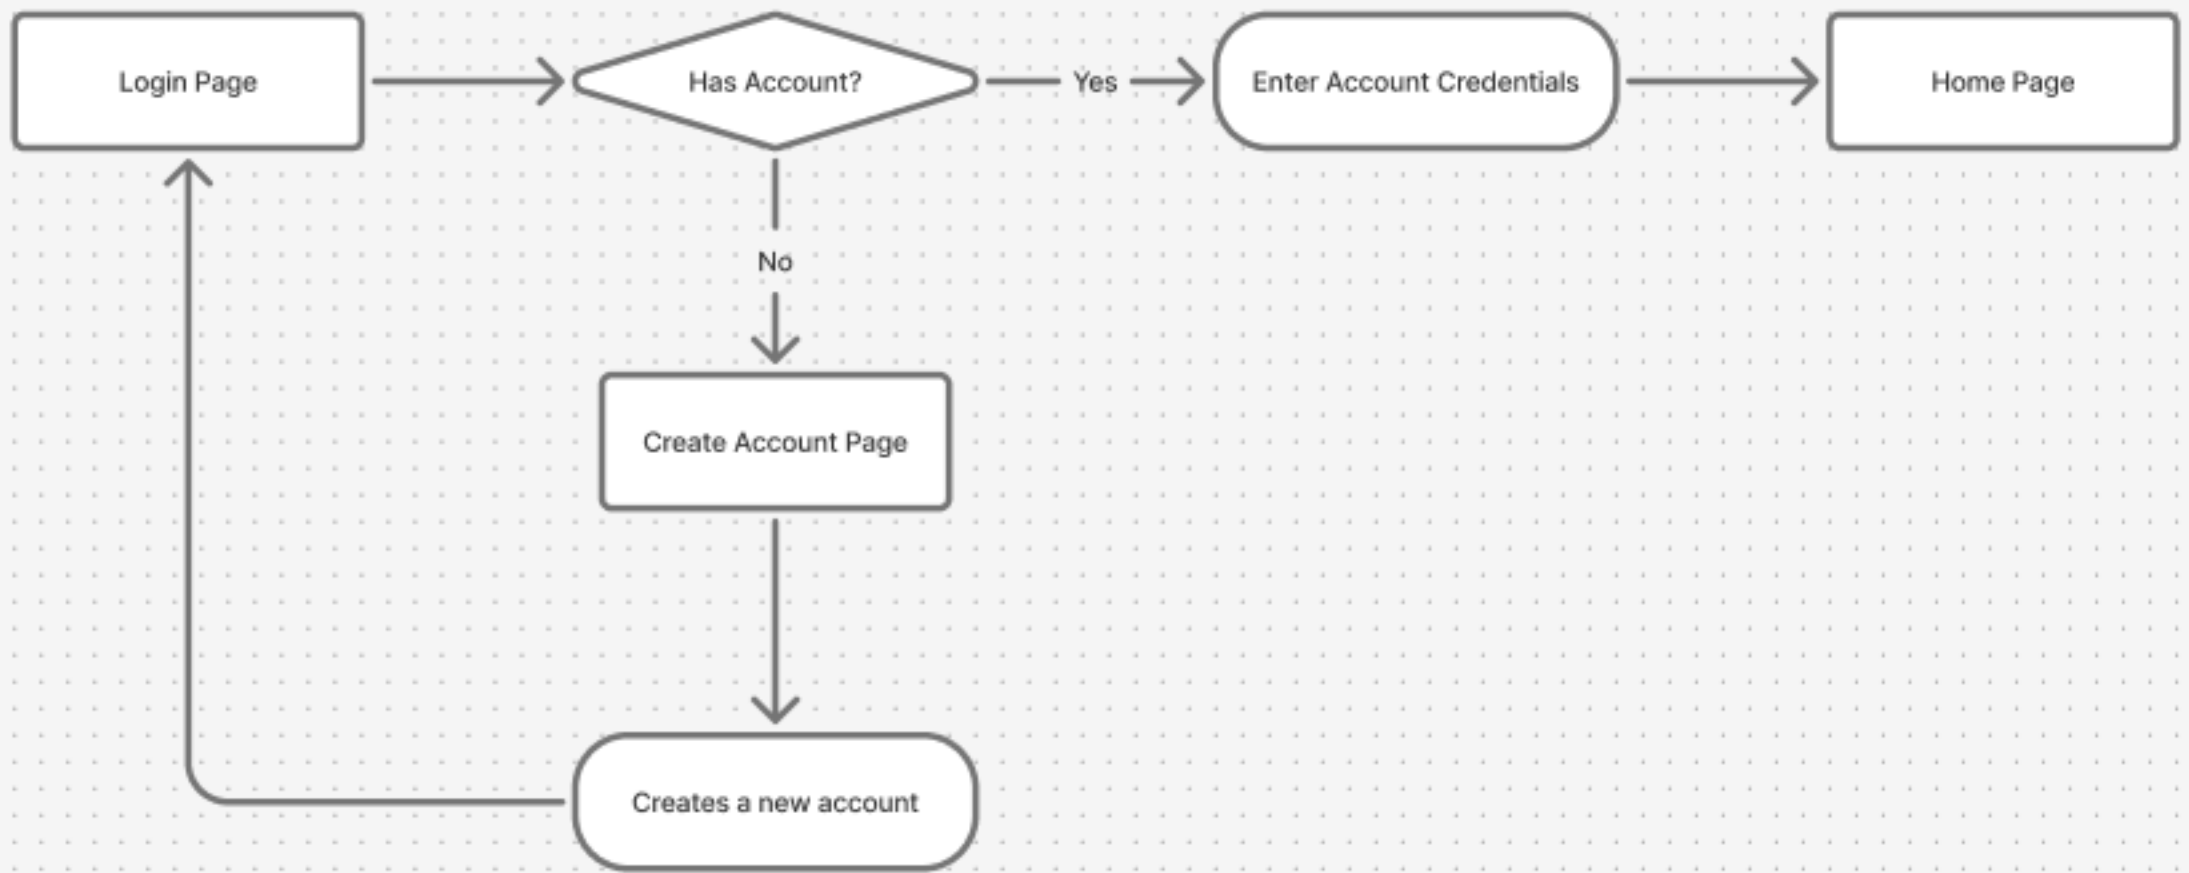 Login Page
Has Account?
Yes
Enter Account Credentials
Home Page
No
Create Account Page
Creates a new account